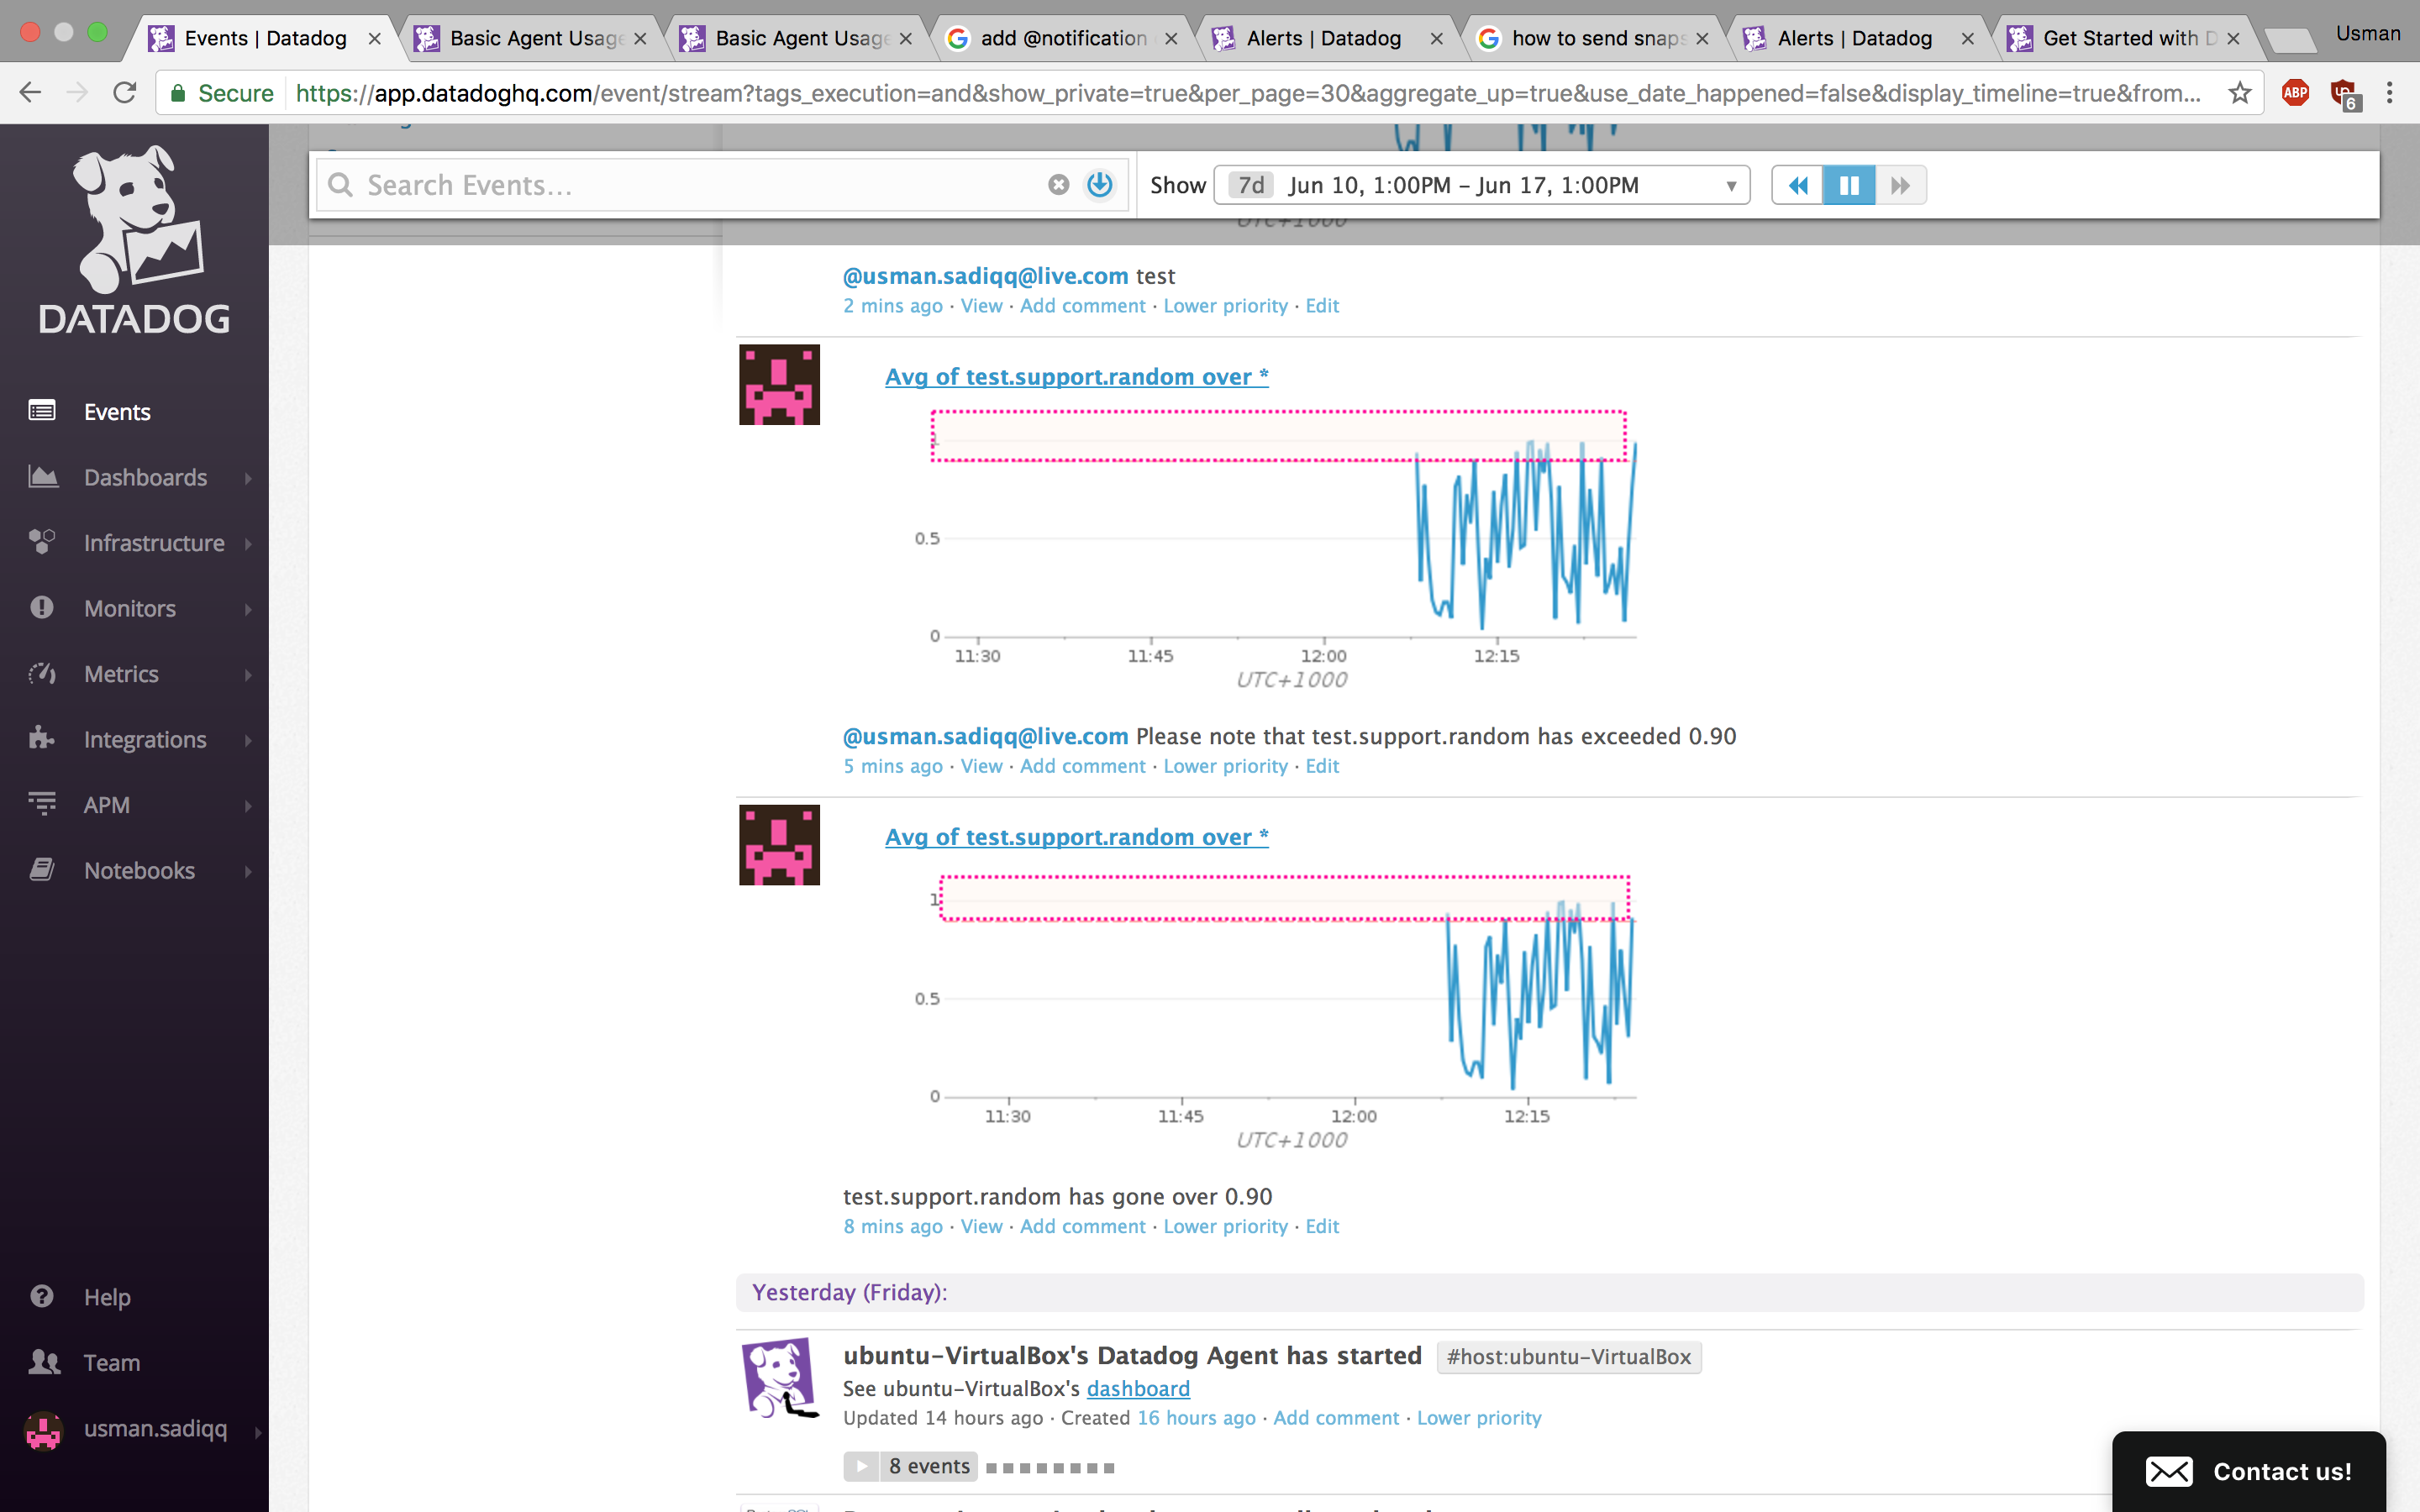 Events | Datadog
Basic Agent Usage
Basic Agent Usage
add @notification
Alerts | Datadog
how to send snaps
Alerts | Datadog
Get Started with D
Usman
Secure https://app.datadoghq.com/event/stream?tags_execution=and&show_private=true&per_page=30&aggregate_up=true&use_date_happened=false&display_timeline=true&from...
ABP
6
DATADOG
Events
Dashboards
Infrastructure
Monitors
Metrics
Integrations
APM
Notebooks
Help
Team
usman.sadiqq
Search Events...
Show 7d Jun 10, 1:00PM – Jun 17, 1:00PM
UTC+1000
@usman.sadiqq@live.com test
2 mins ago · View · Add comment · Lower priority · Edit
Avg of test.support.random over *
1
0.5
0
11:30 11:45 12:00 12:15
UTC+1000
@usman.sadiqq@live.com Please note that test.support.random has exceeded 0.90
5 mins ago · View · Add comment · Lower priority · Edit
Avg of test.support.random over *
1
0.5
0
11:30 11:45 12:00 12:15
UTC+1000
test.support.random has gone over 0.90
8 mins ago · View · Add comment · Lower priority · Edit
Yesterday (Friday):
ubuntu-VirtualBox's Datadog Agent has started #host:ubuntu-VirtualBox
See ubuntu-VirtualBox's dashboard
Updated 14 hours ago · Created 16 hours ago · Add comment · Lower priority
8 events
Contact us!